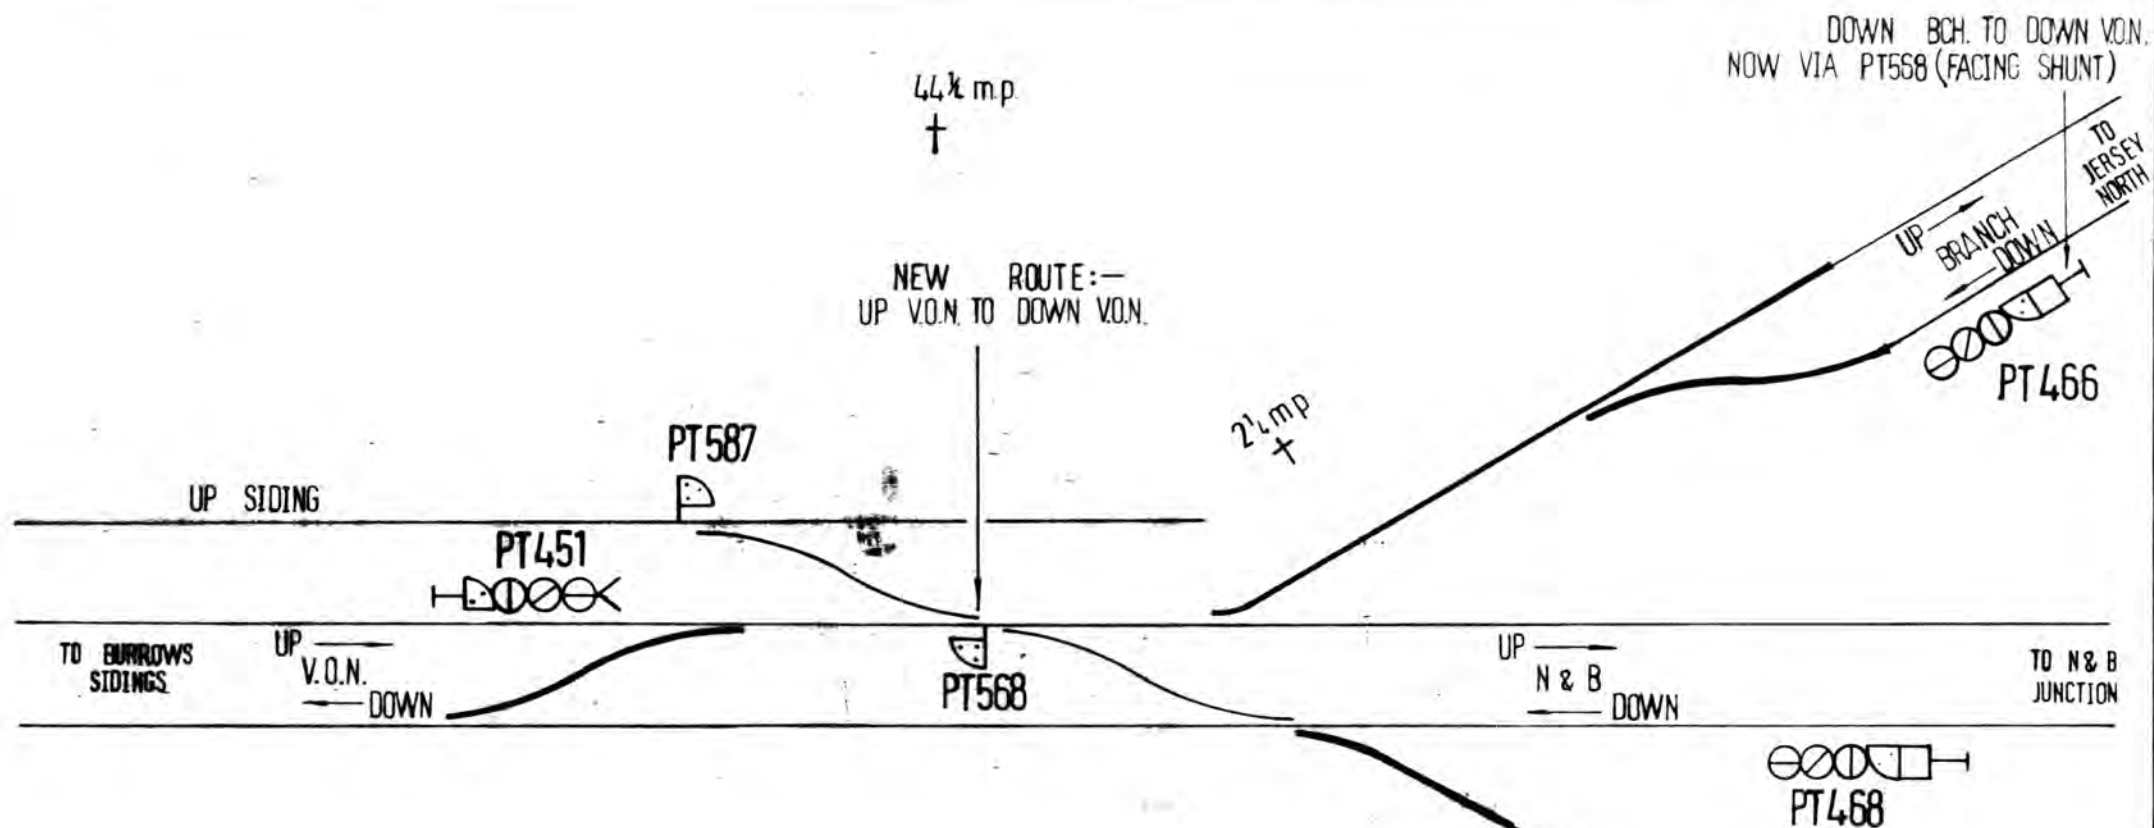 DOWN BCH. TO DOWN V.O.N.
NOW VIA PT568 (FACING SHUNT)
44½ m.p.
NEW ROUTE:—
UP V.O.N. TO DOWN V.O.N.
TO
JERSEY
NORTH
UP
BRANCH
DOWN
PT466
2¼ mp
PT587
UP SIDING
PT451
TO BURROWS
SIDINGS
UP
V.O.N.
DOWN
PT568
UP
N & B
DOWN
TO N & B
JUNCTION
PT468